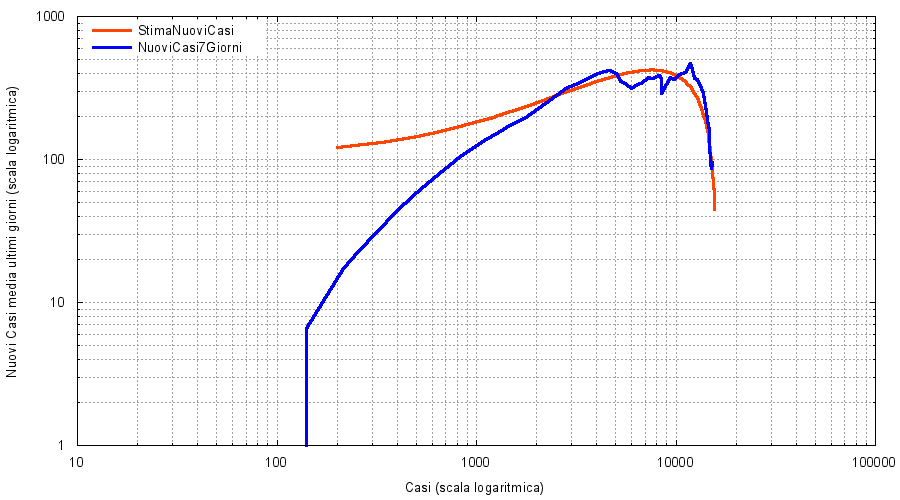 1000
StimaNuoviCasi
NuoviCasi7Giorni
100
10
1
10
100
1000
10000
100000
Nuovi Casi media ultimi giorni (scala logaritmica)
Casi (scala logaritmica)